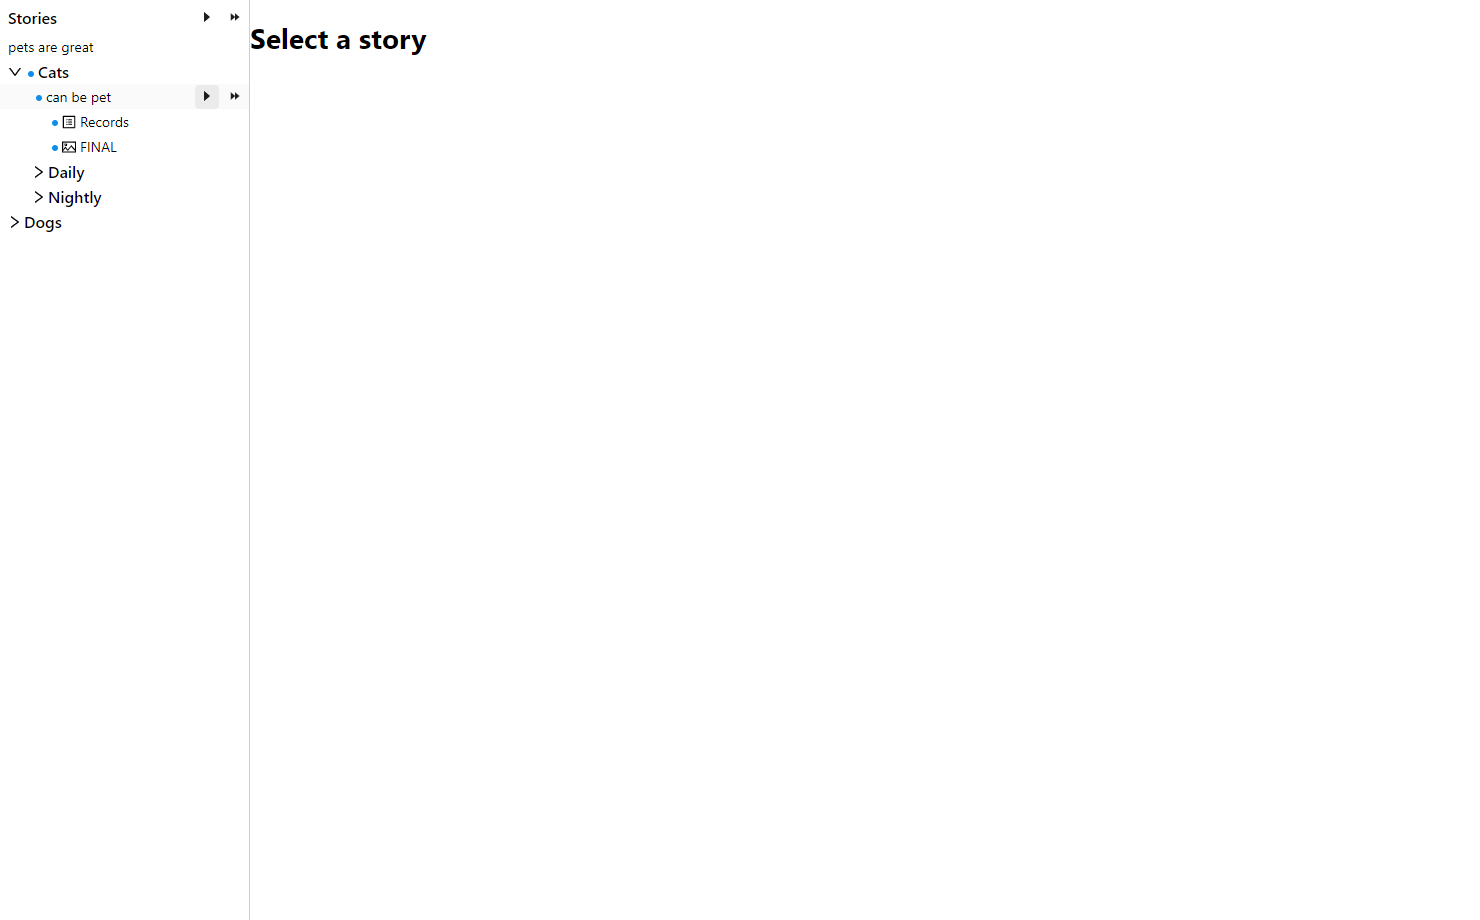 Stories
pets are great
Cats
can be pet
Records
FINAL
Daily
Nightly
Dogs
Select a story